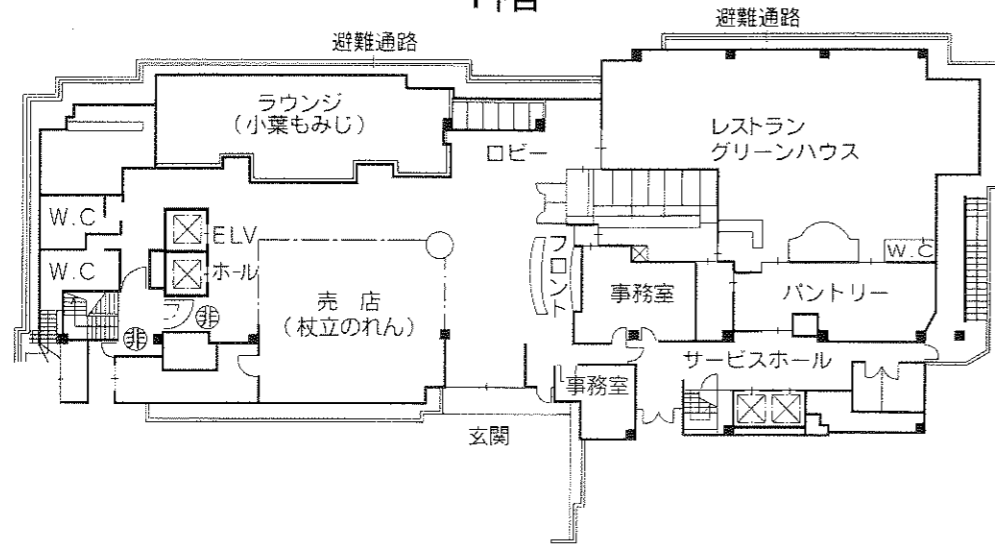 1階
避難通路
避難通路
ラウンジ
(小葉もみじ)
ロビー
レストラン
グリーンハウス
W.C
ELV
ホール
W.C
フロント
W.C
売店
(杖立のれん)
事務室
パントリー
非
非
サービスホール
事務室
玄関